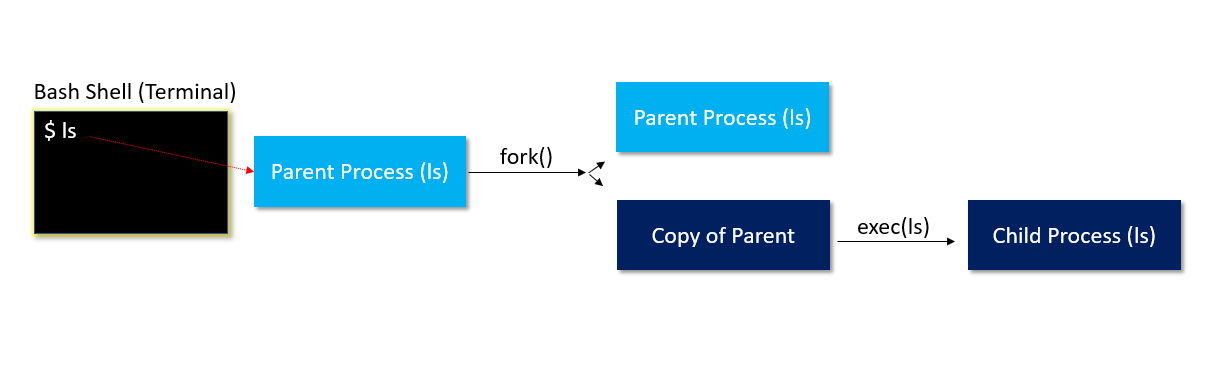 Bash Shell (Terminal)
$ ls
Parent Process (ls)
fork()
Parent Process (ls)
Copy of Parent
exec(ls)
Child Process (ls)